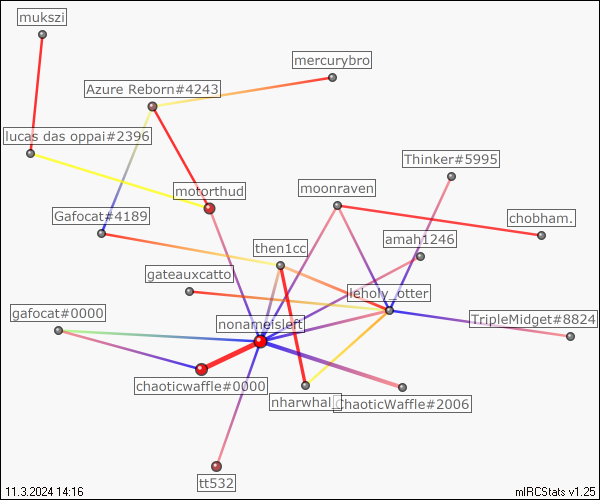 mukszi
mercurybro
Azure Reborn#4243
lucas das oppai#2396
Thinker#5995
motorthud
moonraven
Gafocat#4189
chobham.
amah1246
then1cc
gateauxcatto
icholy_otter
gafocat#0000
nonameisleft
TripleMidget#8824
chaoticwaffle#0000
nharwhal_
ChaoticWaffle#2006
tt532
11.3.2024 14:16
mIRCStats v1.25